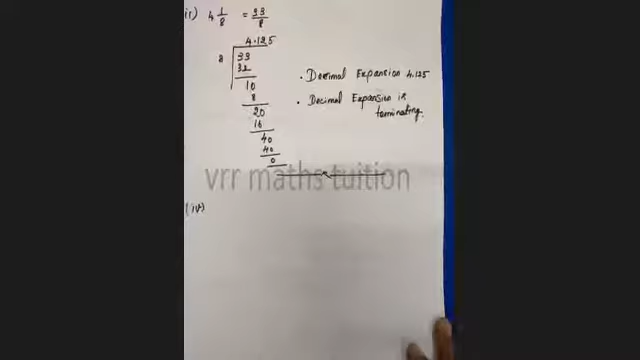 iii) 4 1/8 = 33/8
4.125
8 33
32
10
8
20
16
40
40
0
. Decimal Expansion 4.125
. Decimal Expansion is
terminating.
vrr maths tuition
(iv)